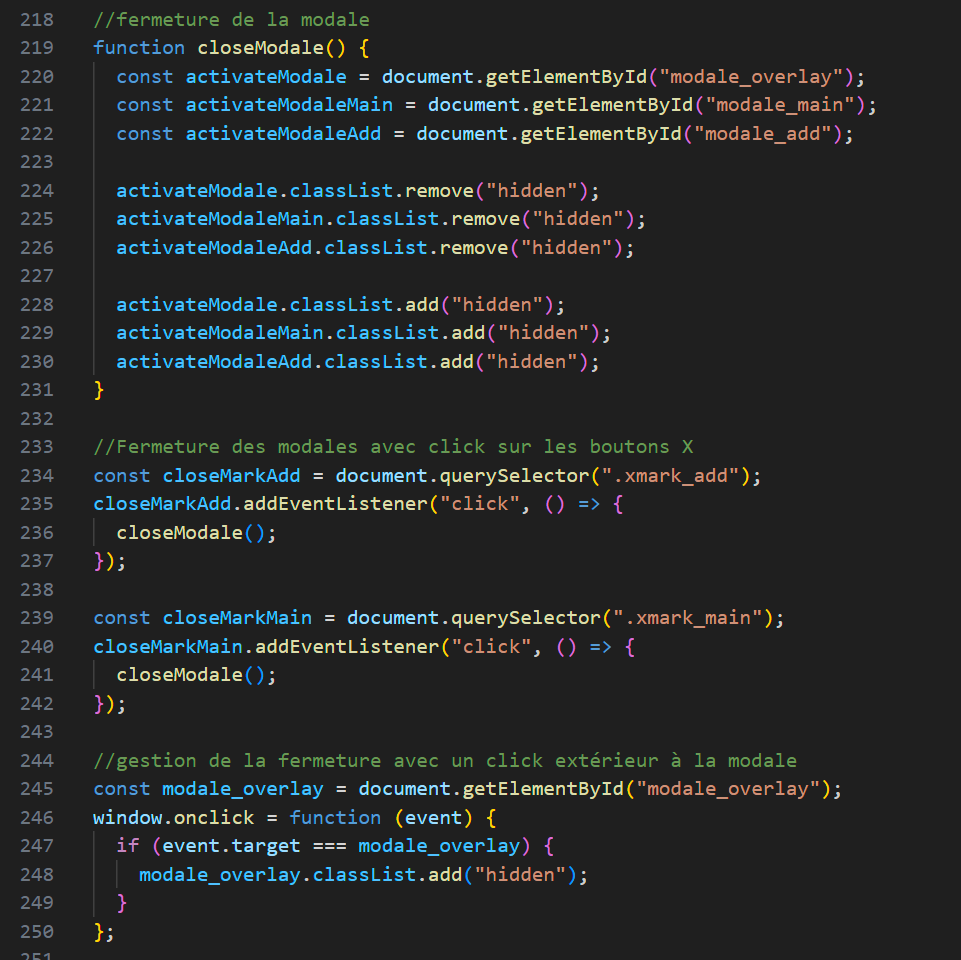 218 //fermeture de la modale
219 function closeModale() {
220 const activateModale = document.getElementById("modale_overlay");
221 const activateModaleMain = document.getElementById("modale_main");
222 const activateModaleAdd = document.getElementById("modale_add");
223
224 activateModale.classList.remove("hidden");
225 activateModaleMain.classList.remove("hidden");
226 activateModaleAdd.classList.remove("hidden");
227
228 activateModale.classList.add("hidden");
229 activateModaleMain.classList.add("hidden");
230 activateModaleAdd.classList.add("hidden");
231 }
232
233 //Fermeture des modales avec click sur les boutons X
234 const closeMarkAdd = document.querySelector(".xmark_add");
235 closeMarkAdd.addEventListener("click", () => {
236 closeModale();
237 });
238
239 const closeMarkMain = document.querySelector(".xmark_main");
240 closeMarkMain.addEventListener("click", () => {
241 closeModale();
242 });
243
244 //gestion de la fermeture avec un click extérieur à la modale
245 const modale_overlay = document.getElementById("modale_overlay");
246 window.onclick = function (event) {
247 if (event.target === modale_overlay) {
248 modale_overlay.classList.add("hidden");
249 }
250 };
251